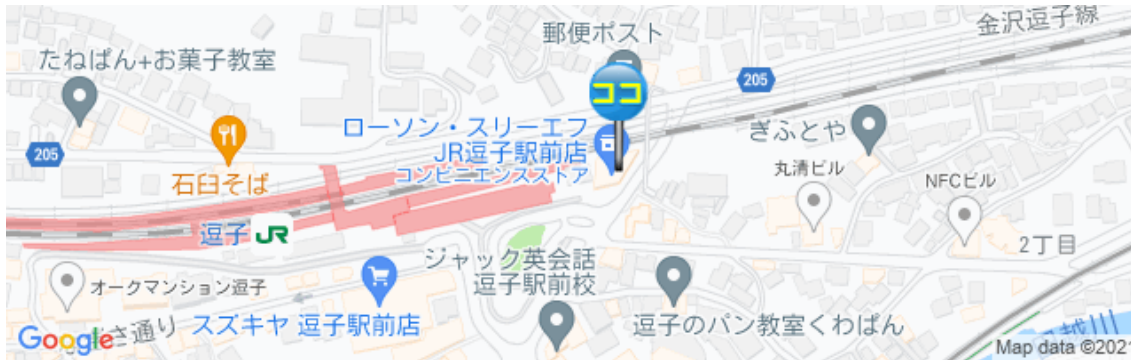 金沢逗子線
郵便ポスト
たねぱん+お菓子教室
205
ココ
205
石臼そば
ローソン・スリーエフ
JR逗子駅前店
コンビニエンスストア
ぎふとや
丸清ビル
NFCビル
逗子 JR
2丁目
オークマンション逗子
ジャック英会話
逗子駅前校
スズキヤ 逗子駅前店
逗子のパン教室くわぱん
Google
さ通り
越川
Map data ©202